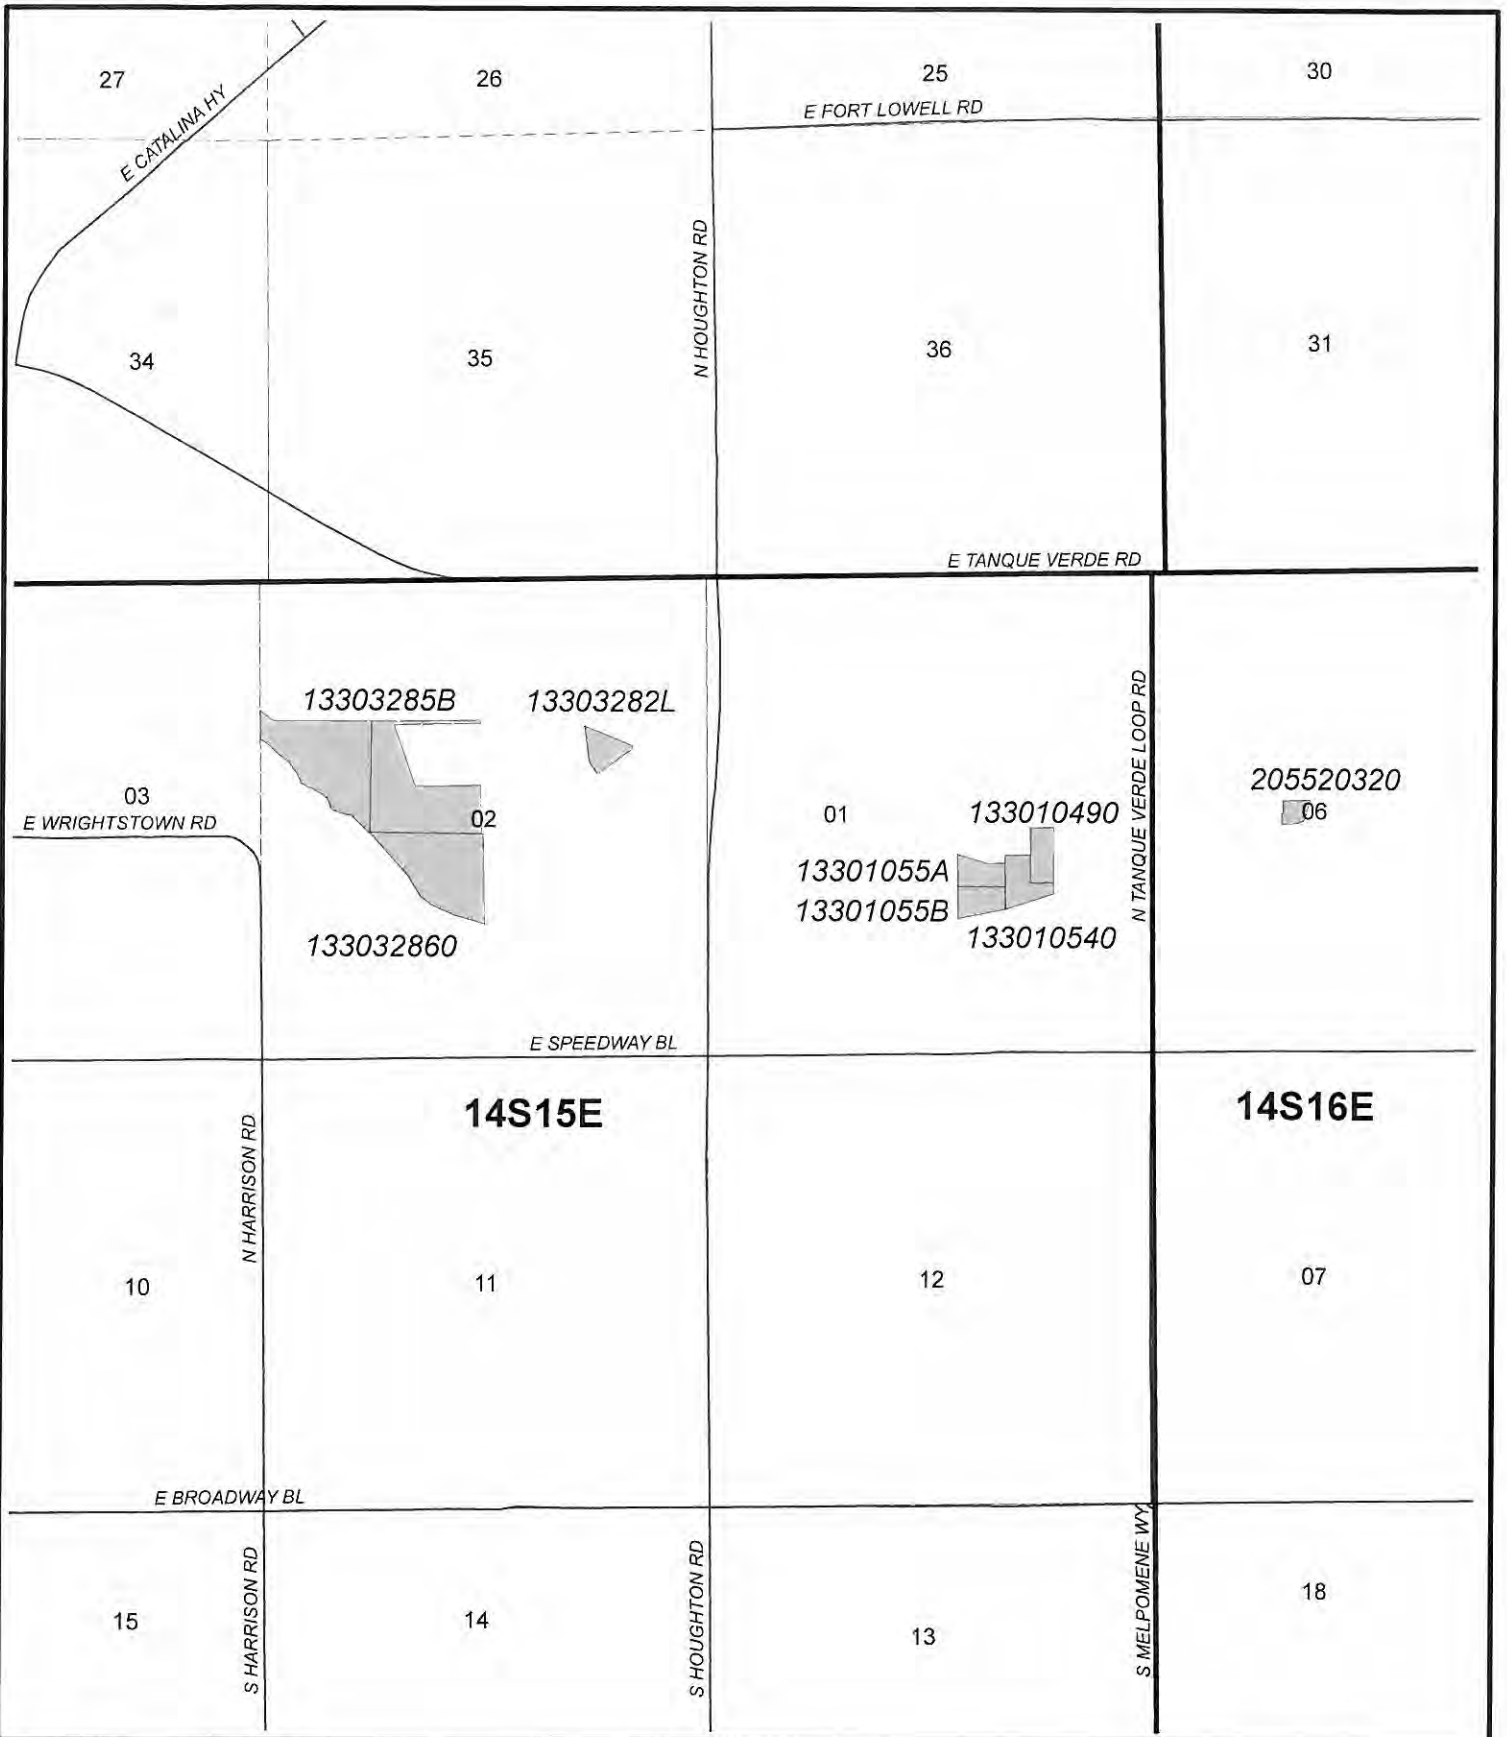 27
26
25
30
E CATALINA HY
E FORT LOWELL RD
N HOUGHTON RD
34
35
36
31
E TANQUE VERDE RD
13303285B
13303282L
N TANQUE VERDE LOOP RD
205520320
03
E WRIGHTSTOWN RD
02
01
133010490
06
13301055A
13301055B
133010540
133032860
E SPEEDWAY BL
14S15E
14S16E
N HARRISON RD
10
11
12
07
E BROADWAY BL
S HARRISON RD
S HOUGHTON RD
S MELPOMENE WY
15
14
13
18